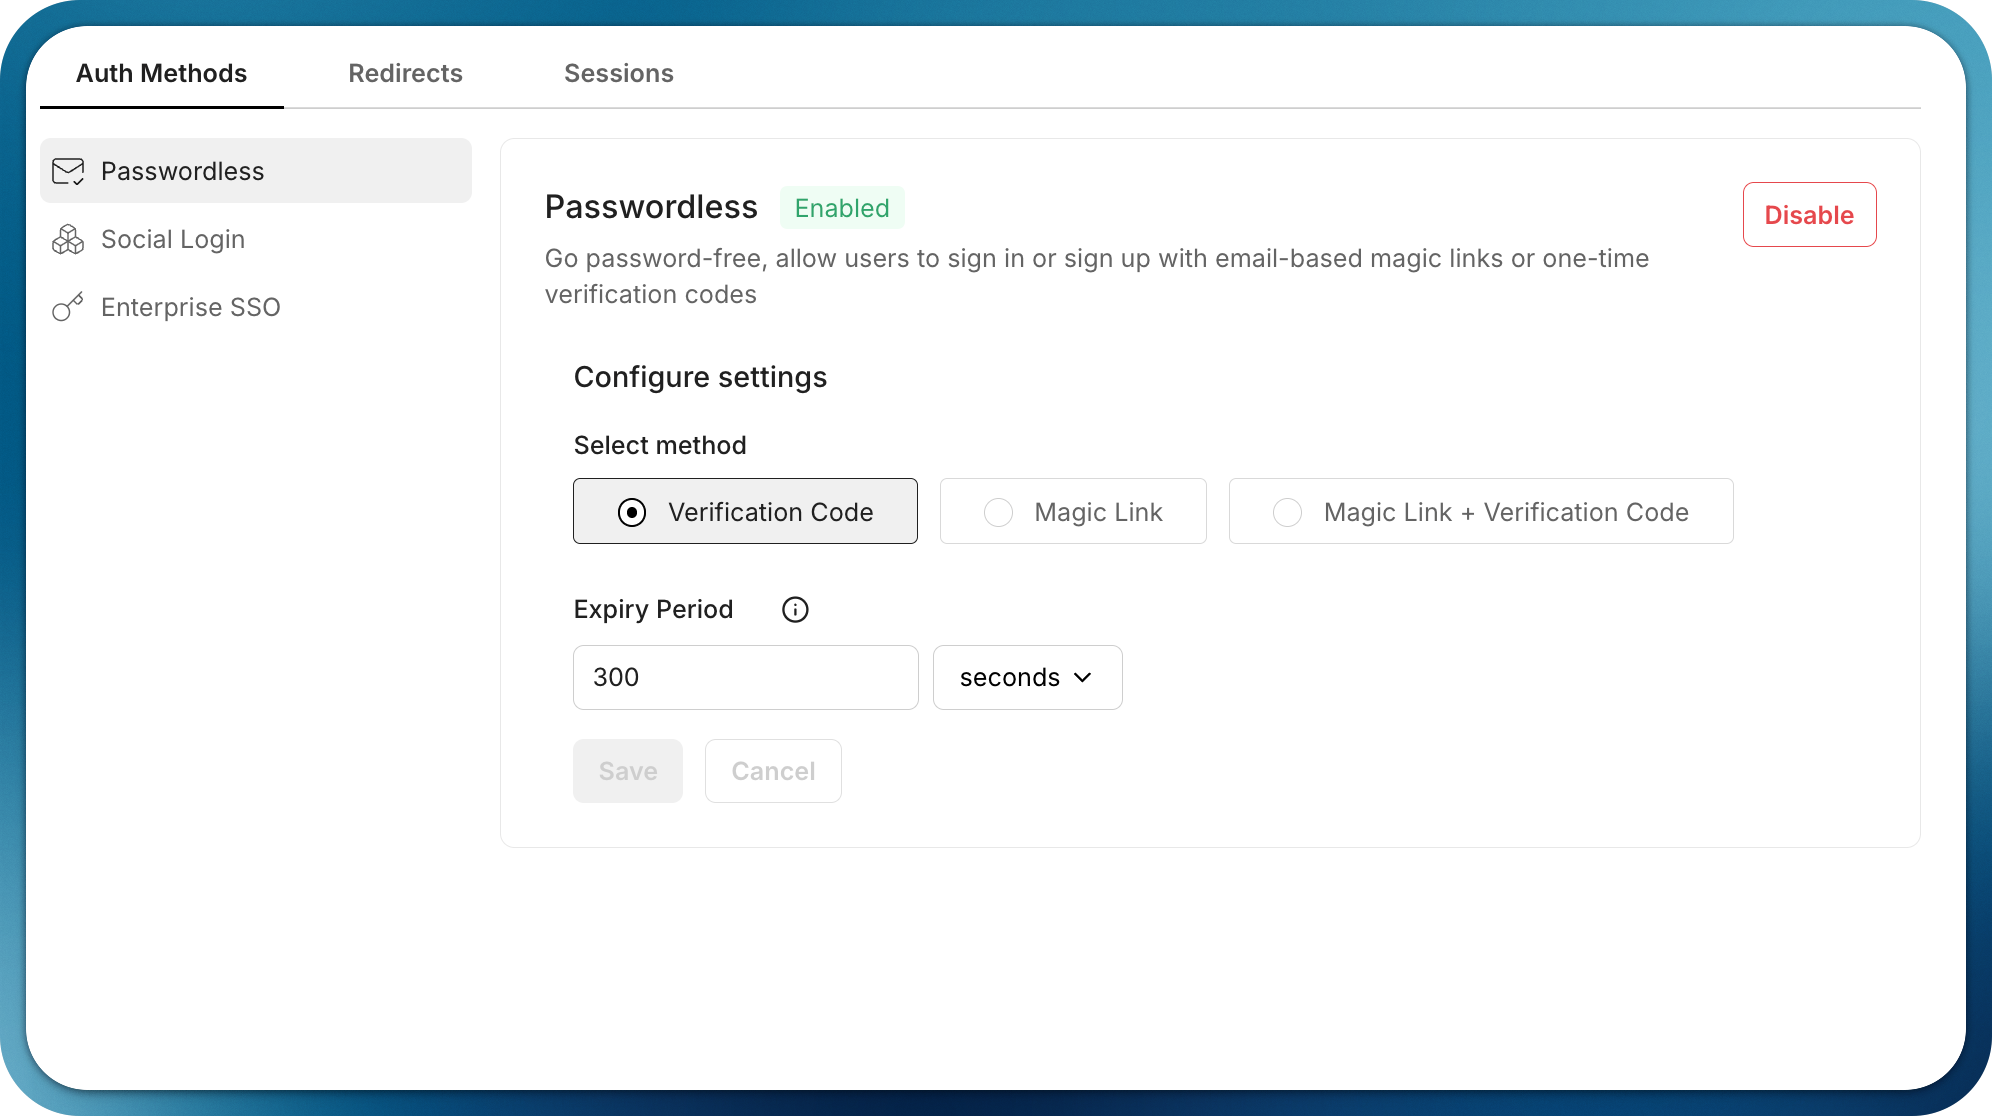 Auth Methods
Redirects
Sessions
Passwordless
Social Login
Enterprise SSO
Passwordless
Enabled
Disable
Go password-free, allow users to sign in or sign up with email-based magic links or one-time
verification codes
Configure settings
Select method
Verification Code
Magic Link
Magic Link + Verification Code
Expiry Period
300
seconds
Save
Cancel